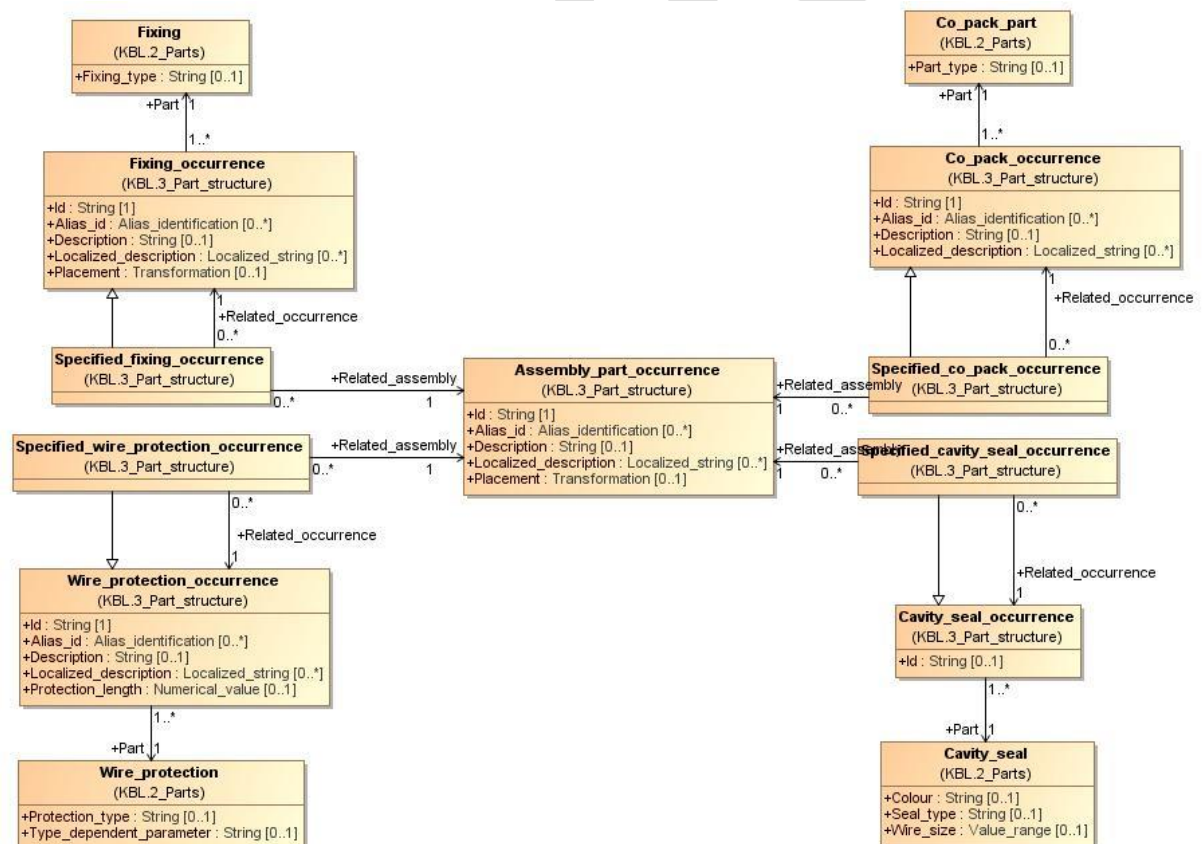 Fixing
(KBL.2_Parts)
+Fixing_type : String [0..1]
+Part 1
1..*
Fixing_occurrence
(KBL.3_Part_structure)
+Id : String [1]
+Alias_id : Alias_identification [0..*]
+Description : String [0..1]
+Localized_description : Localized_string [0..*]
+Placement : Transformation [0..1]
1
+Related_occurrence
0..*
Specified_fixing_occurrence
(KBL.3_Part_structure)
0..*
+Related_assembly
1
Co_pack_part
(KBL.2_Parts)
+Part_type : String [0..1]
+Part 1
1..*
Co_pack_occurrence
(KBL.3_Part_structure)
+Id : String [1]
+Alias_id : Alias_identification [0..*]
+Description : String [0..1]
+Localized_description : Localized_string [0..*]
1
+Related_occurrence
0..*
Specified_co_pack_occurrence
(KBL.3_Part_structure)
+Related_assembly
1
0..*
Assembly_part_occurrence
(KBL.3_Part_structure)
+Id : String [1]
+Alias_id : Alias_identification [0..*]
+Description : String [0..1]
+Localized_description : Localized_string [0..*]
+Placement : Transformation [0..1]
Specified_wire_protection_occurrence
(KBL.3_Part_structure)
0..*
+Related_assembly
1
0..*
+Related_occurrence
1
Wire_protection_occurrence
(KBL.3_Part_structure)
+Id : String [1]
+Alias_id : Alias_identification [0..*]
+Description : String [0..1]
+Localized_description : Localized_string [0..*]
+Protection_length : Numerical_value [0..1]
1..*
+Part 1
Wire_protection
(KBL.2_Parts)
+Protection_type : String [0..1]
+Type_dependent_parameter : String [0..1]
Specified_cavity_seal_occurrence
(KBL.3_Part_structure)
+Related_assembly
1
0..*
0..*
+Related_occurrence
1
Cavity_seal_occurrence
(KBL.3_Part_structure)
+Id : String [0..1]
1..*
+Part 1
Cavity_seal
(KBL.2_Parts)
+Colour : String [0..1]
+Seal_type : String [0..1]
+Wire_size : Value_range [0..1]